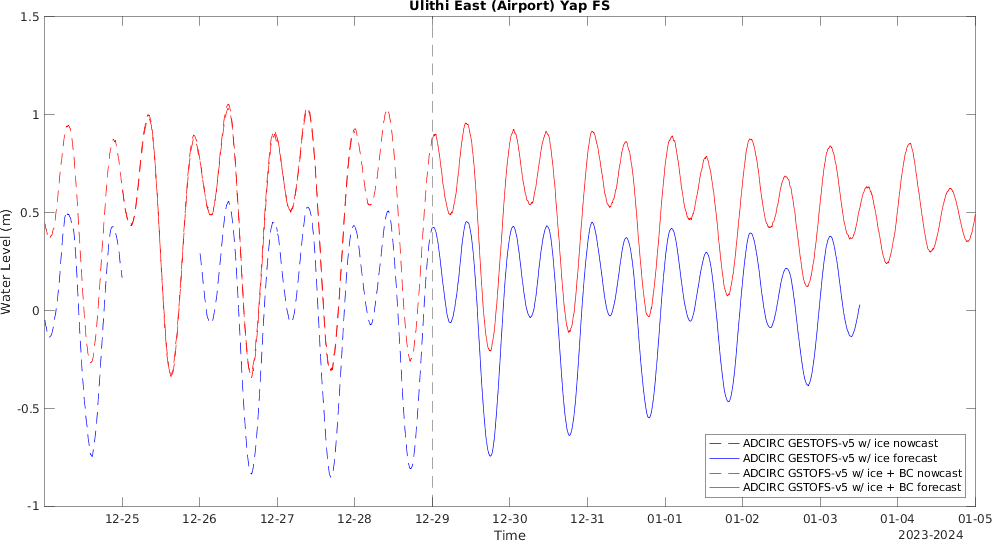 Ulithi East (Airport) Yap FS
1.5
1
0.5
0
-0.5
-1
Water Level (m)
12-25 12-26 12-27 12-28 12-29 12-30 12-31 01-01 01-02 01-03 01-04 01-05
Time
2023-2024
ADCIRC GESTOFS-v5 w/ ice nowcast
ADCIRC GESTOFS-v5 w/ ice forecast
ADCIRC GSTOFS-v5 w/ ice + BC nowcast
ADCIRC GSTOFS-v5 w/ ice + BC forecast